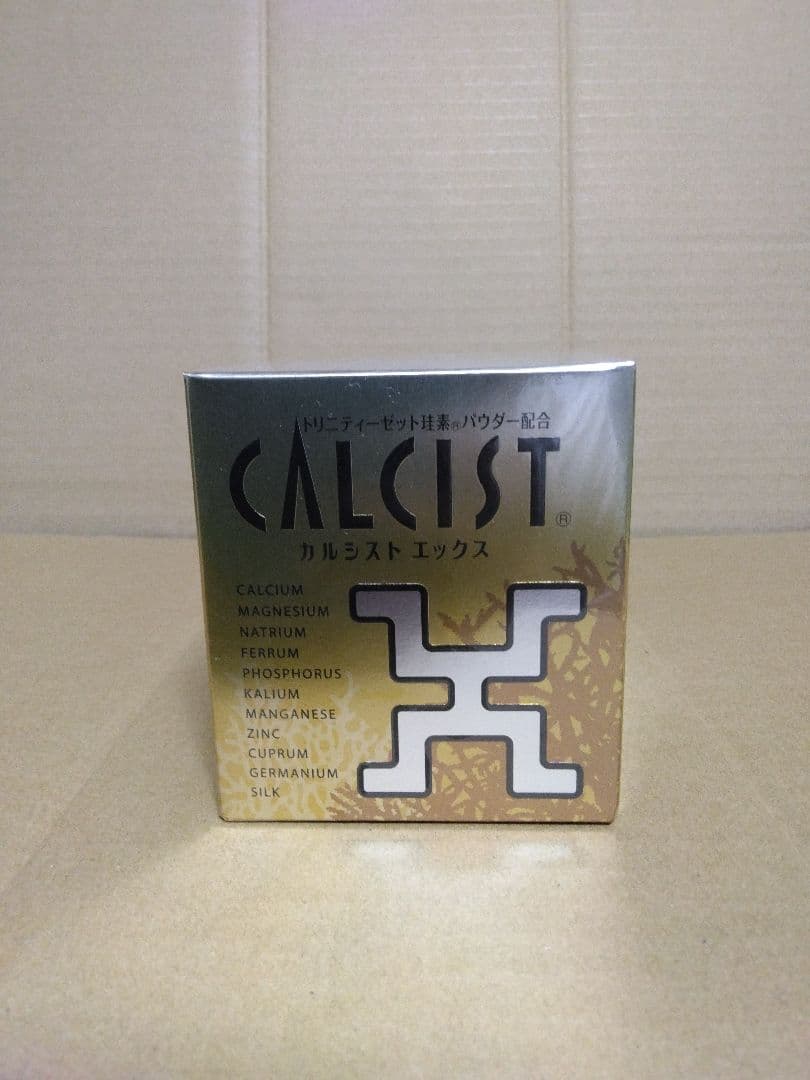 トリニティーゼット珪素®パウダー配合
CALCIST®
カルシスト エックス
CALCIUM
MAGNESIUM
NATRIUM
FERRUM
PHOSPHORUS
KALIUM
MANGANESE
ZINC
CUPRUM
GERMANIUM
SILK
X